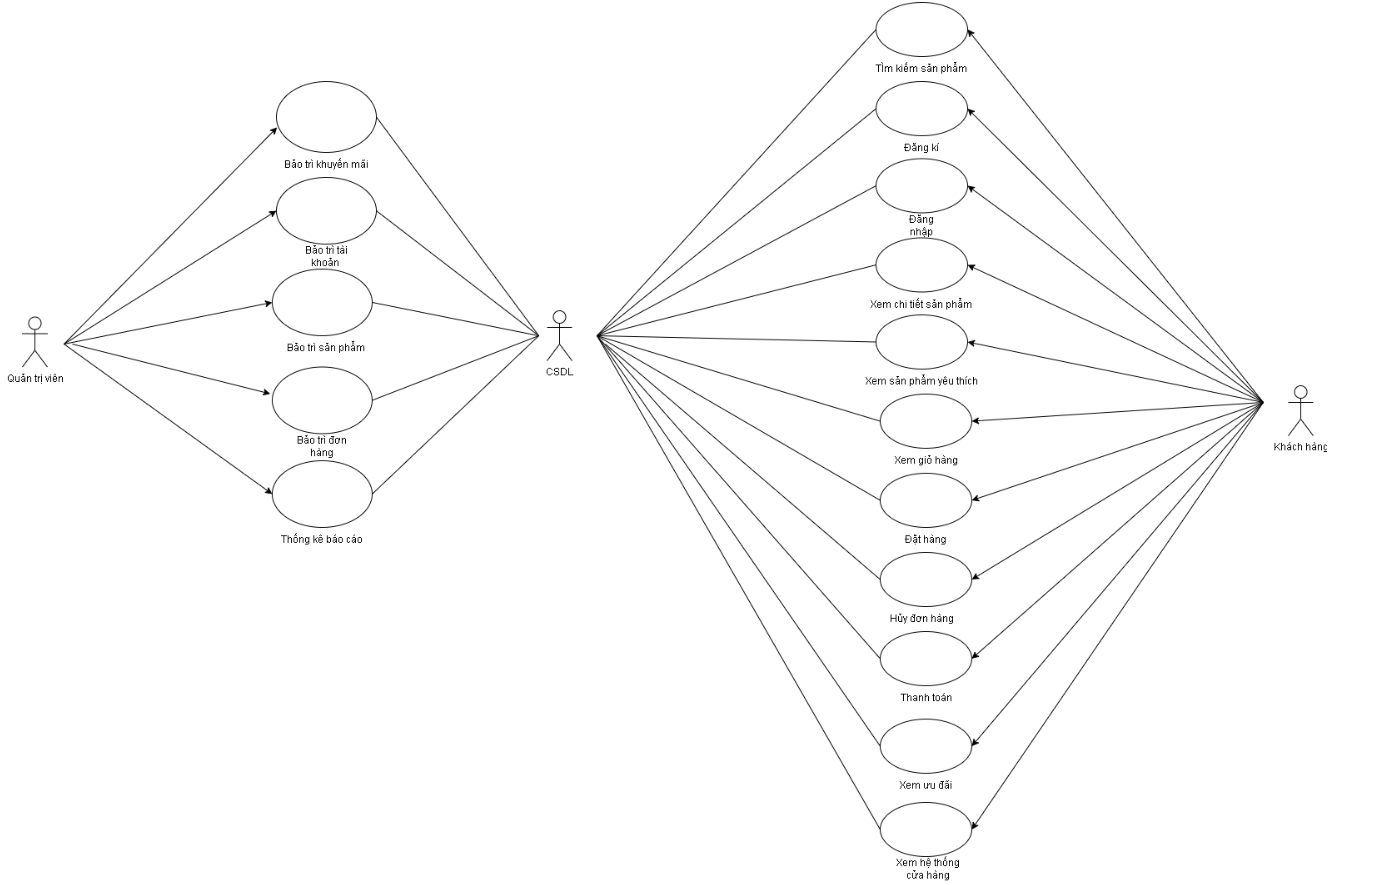 Tìm kiếm sản phẩm
Đăng kí
Đăng
nhập
Xem chi tiết sản phẩm
Xem sản phẩm yêu thích
Xem giỏ hàng
Đặt hàng
Hủy đơn hàng
Thanh toán
Xem ưu đãi
Xem hệ thống
cửa hàng
Bảo trì khuyến mãi
Bảo trì tài
khoản
Bảo trì sản phẩm
Bảo trì đơn
hàng
Thống kê báo cáo
Quản trị viên
CSDL
Khách hàng